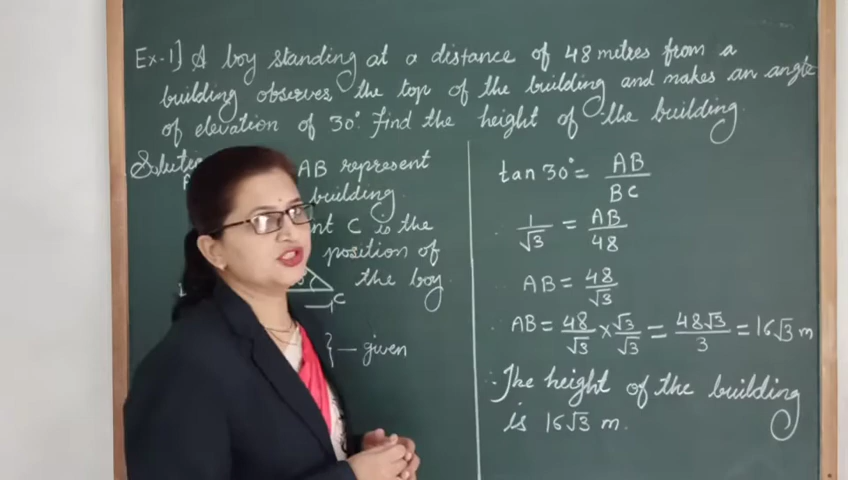 Ex-1] A boy standing at a distance of 48 metres from a
building observes the top of the building and makes an angle
of elevation of 30°. Find the height of the building.
AB represent
building.
C is the
position of
the boy
C
} — given
tan 30° = AB/BC
∴ 1/√3 = AB/48
AB = 48/√3
∴ AB = 48/√3 × √3/√3 = 48√3/3 = 16√3 m
∴ The height of the building
is 16√3 m.